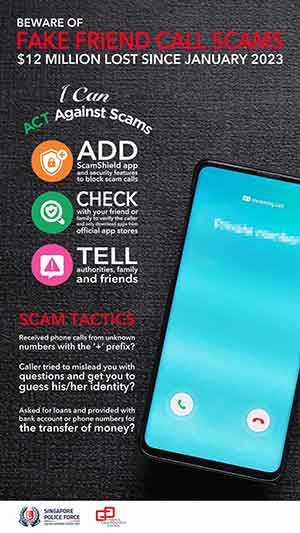 BEWARE OF
FAKE FRIEND CALL SCAMS
$12 MILLION LOST SINCE JANUARY 2023
I Can
ACT Against Scams
ADD
ScamShield app
and security features
to block scam calls
CHECK
with your friend or
family to verify the caller
and only download apps from
official app stores
TELL
authorities, family
and friends
SCAM TACTICS
Received phone calls from unknown
numbers with the '+' prefix?
Caller tried to mislead you with
questions and get you to
guess his/her identity?
Asked for loans and provided with
bank account or phone numbers for
the transfer of money?
Incoming call
SINGAPORE
POLICE FORCE